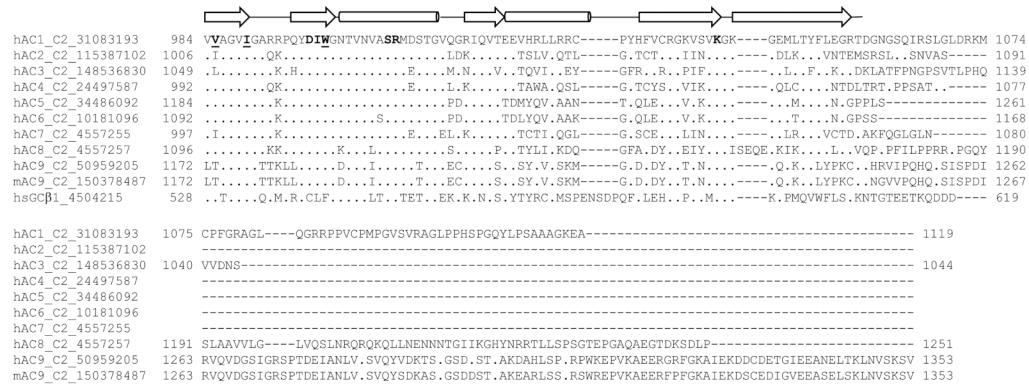 hAC1_C2_31083193 984 VVAGVIGARRPQYDIWGNTVNVASRMDSTGVQGRIQVTEEVHRLLRRC-----PYHFVCRGKVSVKGK----GEMLTYFLEGRTDGNGSQIRSLGLDRKM 1074
hAC2_C2_115387102 1006 .I......QK......................LDK....TSLV.QTL-----G.TCT...IIN...-----.DLK...VNTEMSRSL..SNVAS------- 1091
hAC3_C2_148536830 1049 .L.......K.H..............E...M.N...V..TQVI..EY-----GFR..R..PIF...-----...L..F..K..DKLATFPNGPSVTLPHQ 1139
hAC4_C2_24497587 992 .........QK...............E...L.K......TAWA.QSL-----G.TCYS..VIK...-----.QLC...NTDLTRT.PPSAT..-------- 1077
hAC5_C2_34486092 1184 ..........K......................PD....TDMYQV.AAN-----T.QLE..V.K...-----....M....N.GPPLS------------- 1261
hAC6_C2_10181096 1092 ..........K............S.........PD....TDLYQV.AAK-----T.QLE..V.K...-----....T....N.GPSS-------------- 1168
hAC7_C2_4557255 997 .I........K...............E...EL.K.....TCTI.QGL-----G.SCE...LIN...-----...LR...VCTD.AKFQGLGLN-------- 1080
hAC8_C2_4557257 1119 ........KK......K...L......S....P.TYLI.KDQ-----GFA.DY...EIY....ISEQEK.IK...L..VQP.PFILPPRR.PGQY 1190
hAC9_C2_50959205 1172 LT.....TTKLL....D...I.....T...EC....S...SY.V.SKM-----G.D.DY..T.N....-----.Q.K..LYPKC..HRVIPQHQ.SISPDI 1262
mAC9_C2_150378487 1172 LT.....TTKLL....D...I.....T...EC....S...SY.V.SKM-----G.D.DY..T.N....-----.Q.K..LYPKC..NGVVPQHQ.SISPDI 1267
hsGCβ1_4504215 528 ..T....Q.M.R.CLF...LT..TET..EK.K.N.S.TYTYRC.MSPENSDPQF.LEH..P..M....-----K.PMQVWFLS.KNTGTEETKQDDD---- 619
hAC1_C2_31083193 1075 CPFGRAGL---QGRRPPVCPMPGVSVRAGLPPHSPGQYLPSAAAGKEA------------------------------------------ 1119
hAC2_C2_115387102 ------------------------------------------------------------------------------------------
hAC3_C2_148536830 1040 VVDNS------------------------------------------------------------------------------------- 1044
hAC4_C2_24497587 ------------------------------------------------------------------------------------------
hAC5_C2_34486092 ------------------------------------------------------------------------------------------
hAC6_C2_10181096 ------------------------------------------------------------------------------------------
hAC7_C2_4557255 ------------------------------------------------------------------------------------------
hAC8_C2_4557257 1191 SLAAVVLG---LVQSLNRQRQKQLLNENNNTGIIKGHYNRRTLLSPSGTEPGAQAEGTDKSDLP-------------------------- 1251
hAC9_C2_50959205 1263 RVQVDGSIGRSPTDEIANLV.SVQYVDKTS.GSD.ST.AKDAHLSP.RPWKEPVKAEERGRFGKAIEKDDCDETGIEEANELTKLNVSKSV 1353
mAC9_C2_150378487 1263 RVQVDGSIGRSPTDEIANLV.SVQYSDKAS.GSDDST.AKEARLSS.RSWREPVKAEERFPFGKAIEKDSCEDIGVEEASELSKLNVSKSV 1353